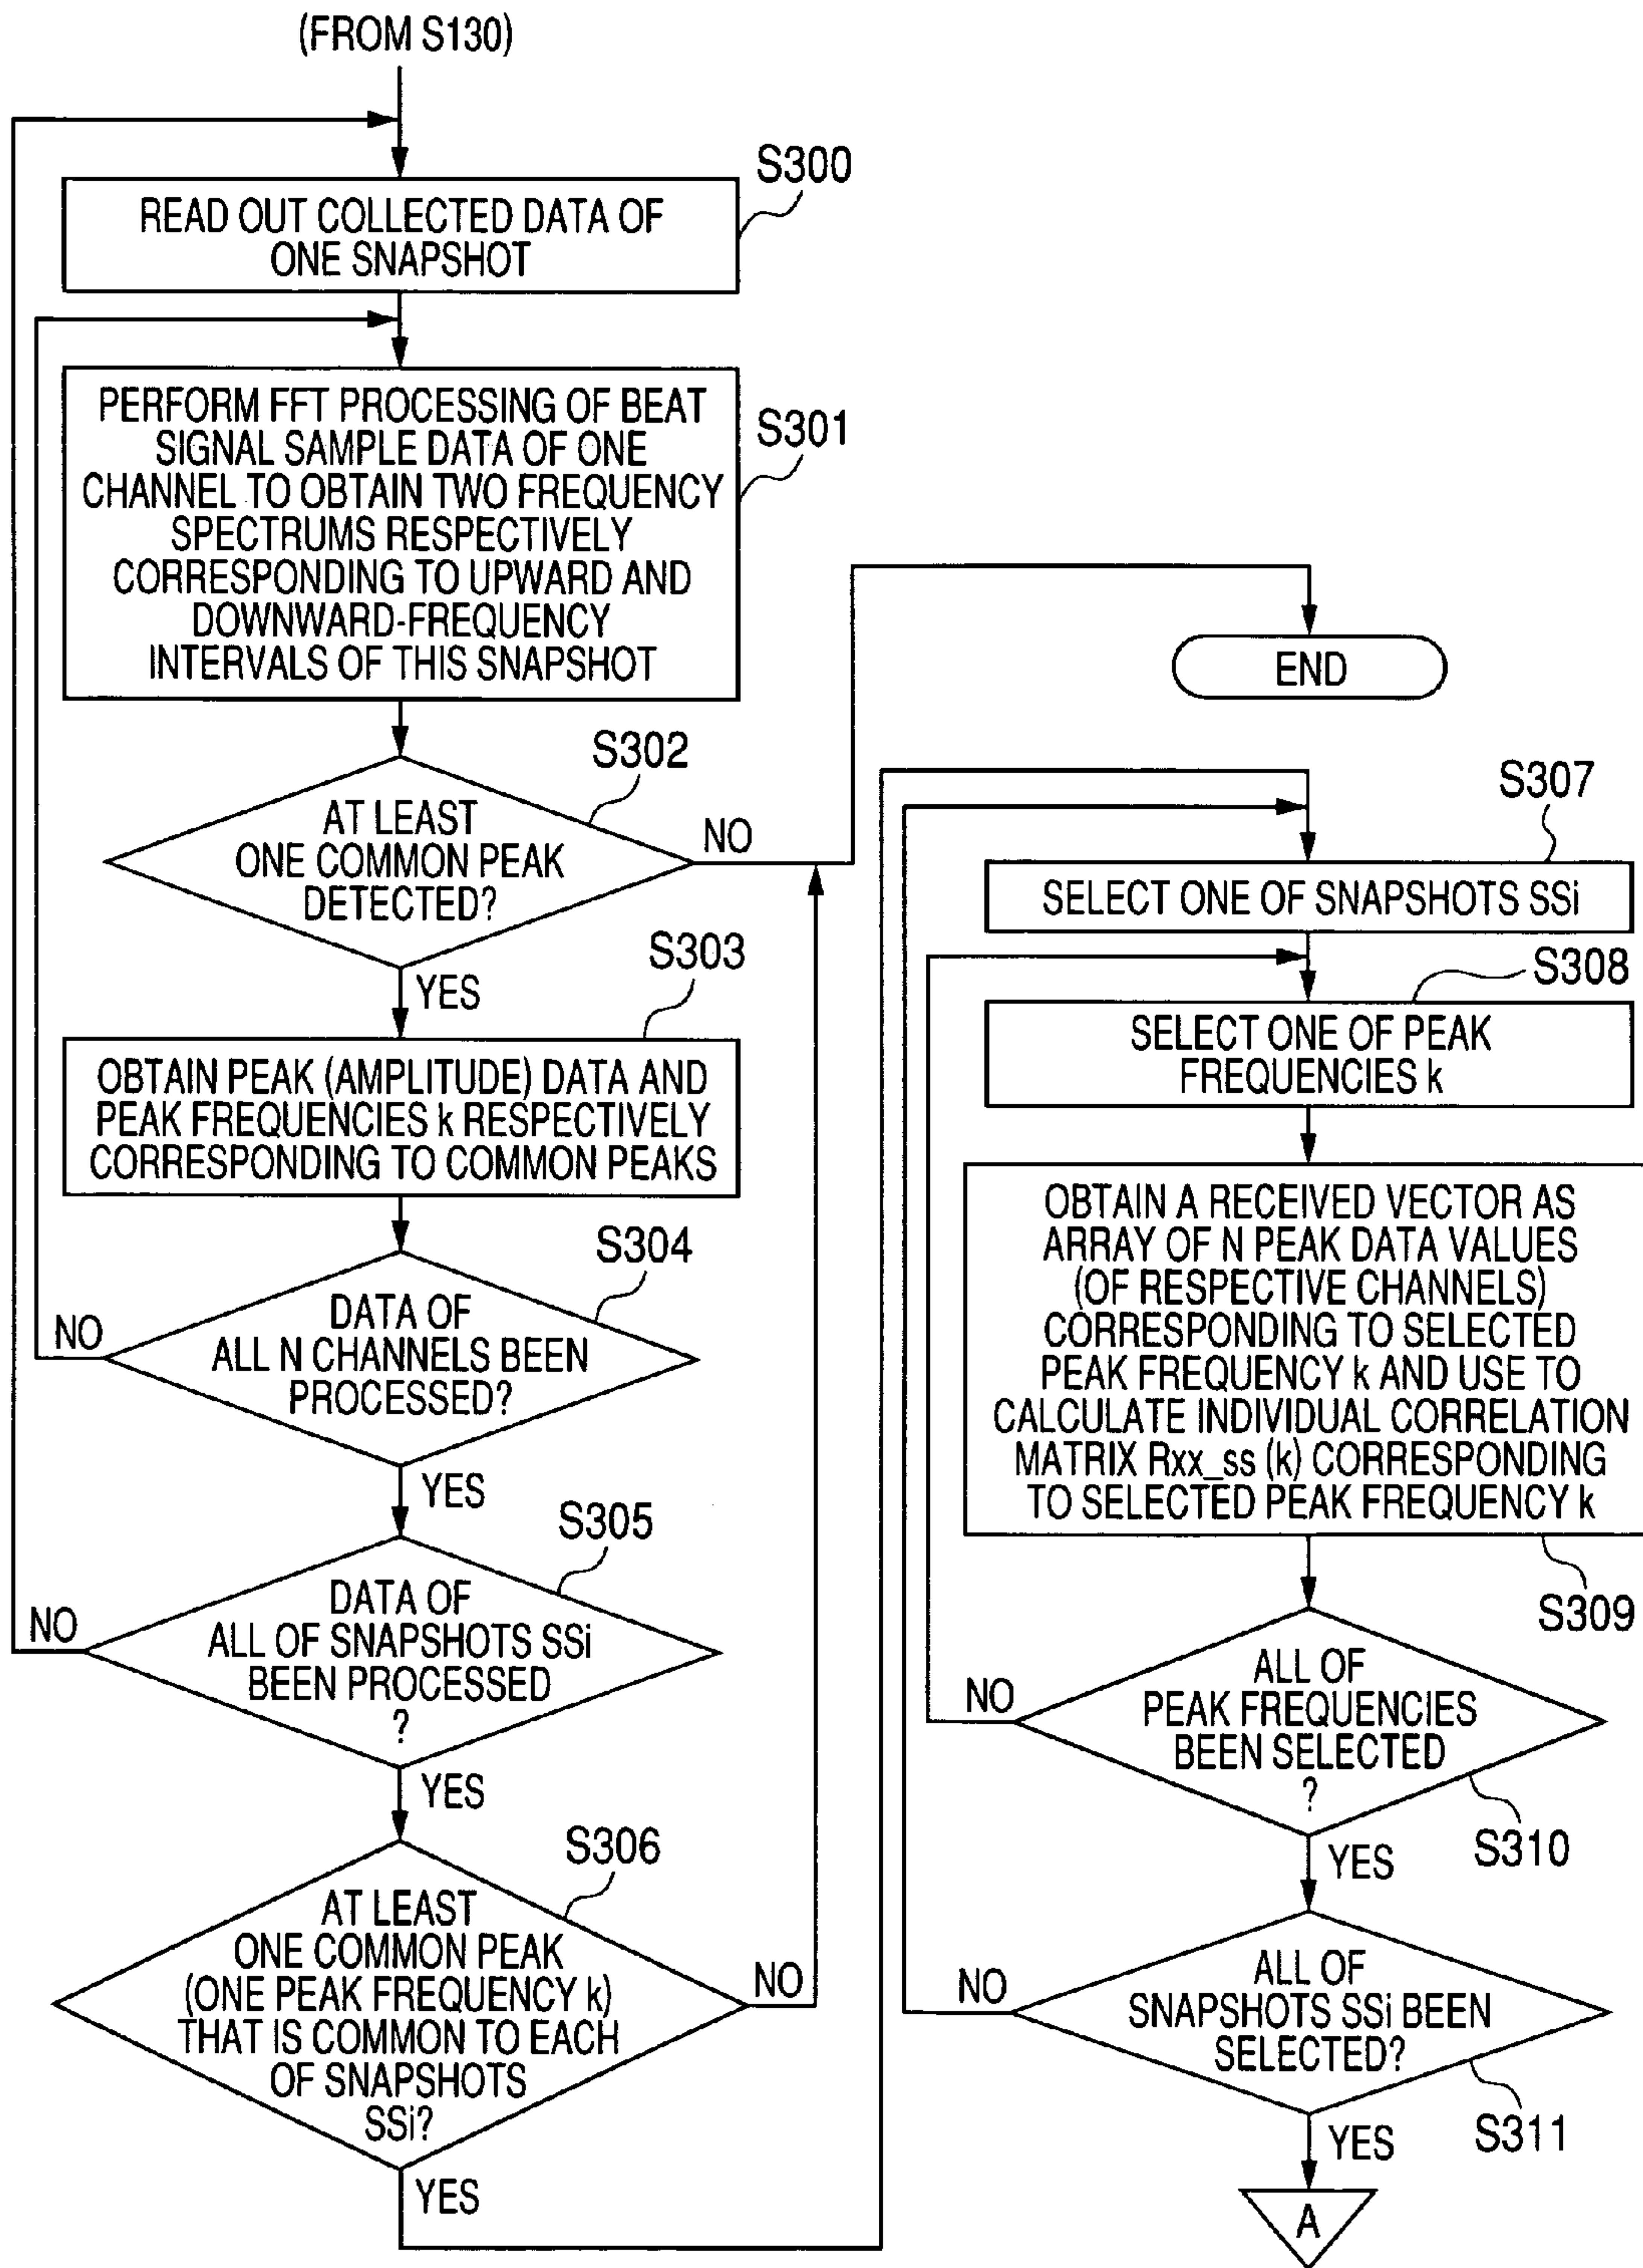 (FROM S130)
S300
READ OUT COLLECTED DATA OF
ONE SNAPSHOT
S301
PERFORM FFT PROCESSING OF BEAT
SIGNAL SAMPLE DATA OF ONE
CHANNEL TO OBTAIN TWO FREQUENCY
SPECTRUMS RESPECTIVELY
CORRESPONDING TO UPWARD AND
DOWNWARD-FREQUENCY
INTERVALS OF THIS SNAPSHOT
S302
AT LEAST
ONE COMMON PEAK
DETECTED?
NO
YES
END
S303
OBTAIN PEAK (AMPLITUDE) DATA AND
PEAK FREQUENCIES k RESPECTIVELY
CORRESPONDING TO COMMON PEAKS
S304
DATA OF
ALL N CHANNELS BEEN
PROCESSED?
NO
YES
S305
DATA OF
ALL OF SNAPSHOTS SSi
BEEN PROCESSED
?
NO
YES
S306
AT LEAST
ONE COMMON PEAK
(ONE PEAK FREQUENCY k)
THAT IS COMMON TO EACH
OF SNAPSHOTS
SSi?
NO
YES
S307
SELECT ONE OF SNAPSHOTS SSi
S308
SELECT ONE OF PEAK
FREQUENCIES k
OBTAIN A RECEIVED VECTOR AS
ARRAY OF N PEAK DATA VALUES
(OF RESPECTIVE CHANNELS)
CORRESPONDING TO SELECTED
PEAK FREQUENCY k AND USE TO
CALCULATE INDIVIDUAL CORRELATION
MATRIX Rxx_ss (k) CORRESPONDING
TO SELECTED PEAK FREQUENCY k
S309
ALL OF
PEAK FREQUENCIES
BEEN SELECTED
?
NO
S310
YES
ALL OF
SNAPSHOTS SSi BEEN
SELECTED?
NO
S311
YES
A